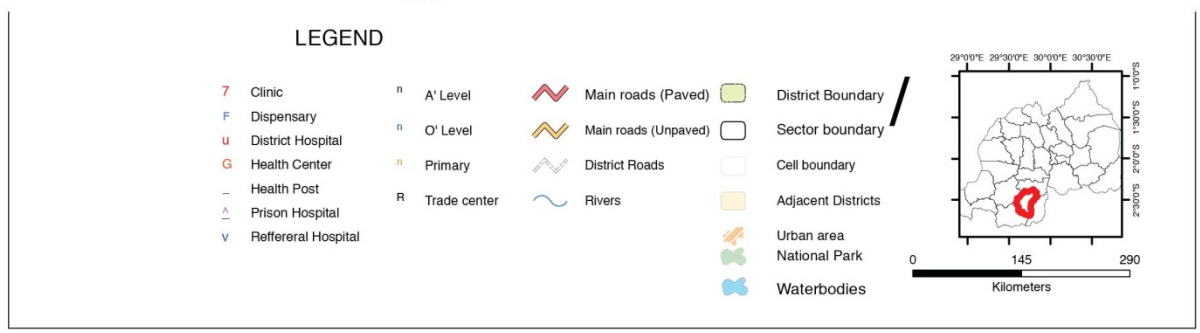 LEGEND
7 Clinic
F Dispensary
u District Hospital
G Health Center
_ Health Post
^ Prison Hospital
v Reffereral Hospital
n A' Level
n O' Level
n Primary
R Trade center
Main roads (Paved)
Main roads (Unpaved)
District Roads
Rivers
District Boundary
Sector boundary
Cell boundary
Adjacent Districts
Urban area
National Park
Waterbodies
/
29°0'0"E 29°30'0"E 30°0'0"E 30°30'0"E
1°0'0"S
1°30'0"S
2°0'0"S
2°30'0"S
0 145 290
Kilometers